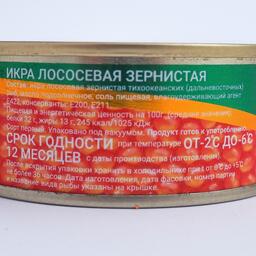 ИКРА ЛОСОСЕВАЯ ЗЕРНИСТАЯ
Состав: икра лососевая зернистая тихоокеанских (дальневосточных)
рыб, масло подсолнечное, соль пищевая, влагоудерживающий агент
Е422, консерванты: Е200, Е211.
Пищевая и энергетическая ценность на 100г. (средние значения):
белки 32 г, жиры 13 г; 245 ккал/1025 кДж
Сорт первый. Упаковано под вакуумом. Продукт готов к употреблению.
СРОК ГОДНОСТИ при температуре ОТ -2°С ДО -6°С
12 МЕСЯЦЕВ с даты производства (изготовления).
После вскрытия упаковки хранить в холодильнике при t от 0°С до +5°С
не более 36 часов. Дата изготовления, дата фасовки, номер партии
и название вида рыбы указаны на крышке.